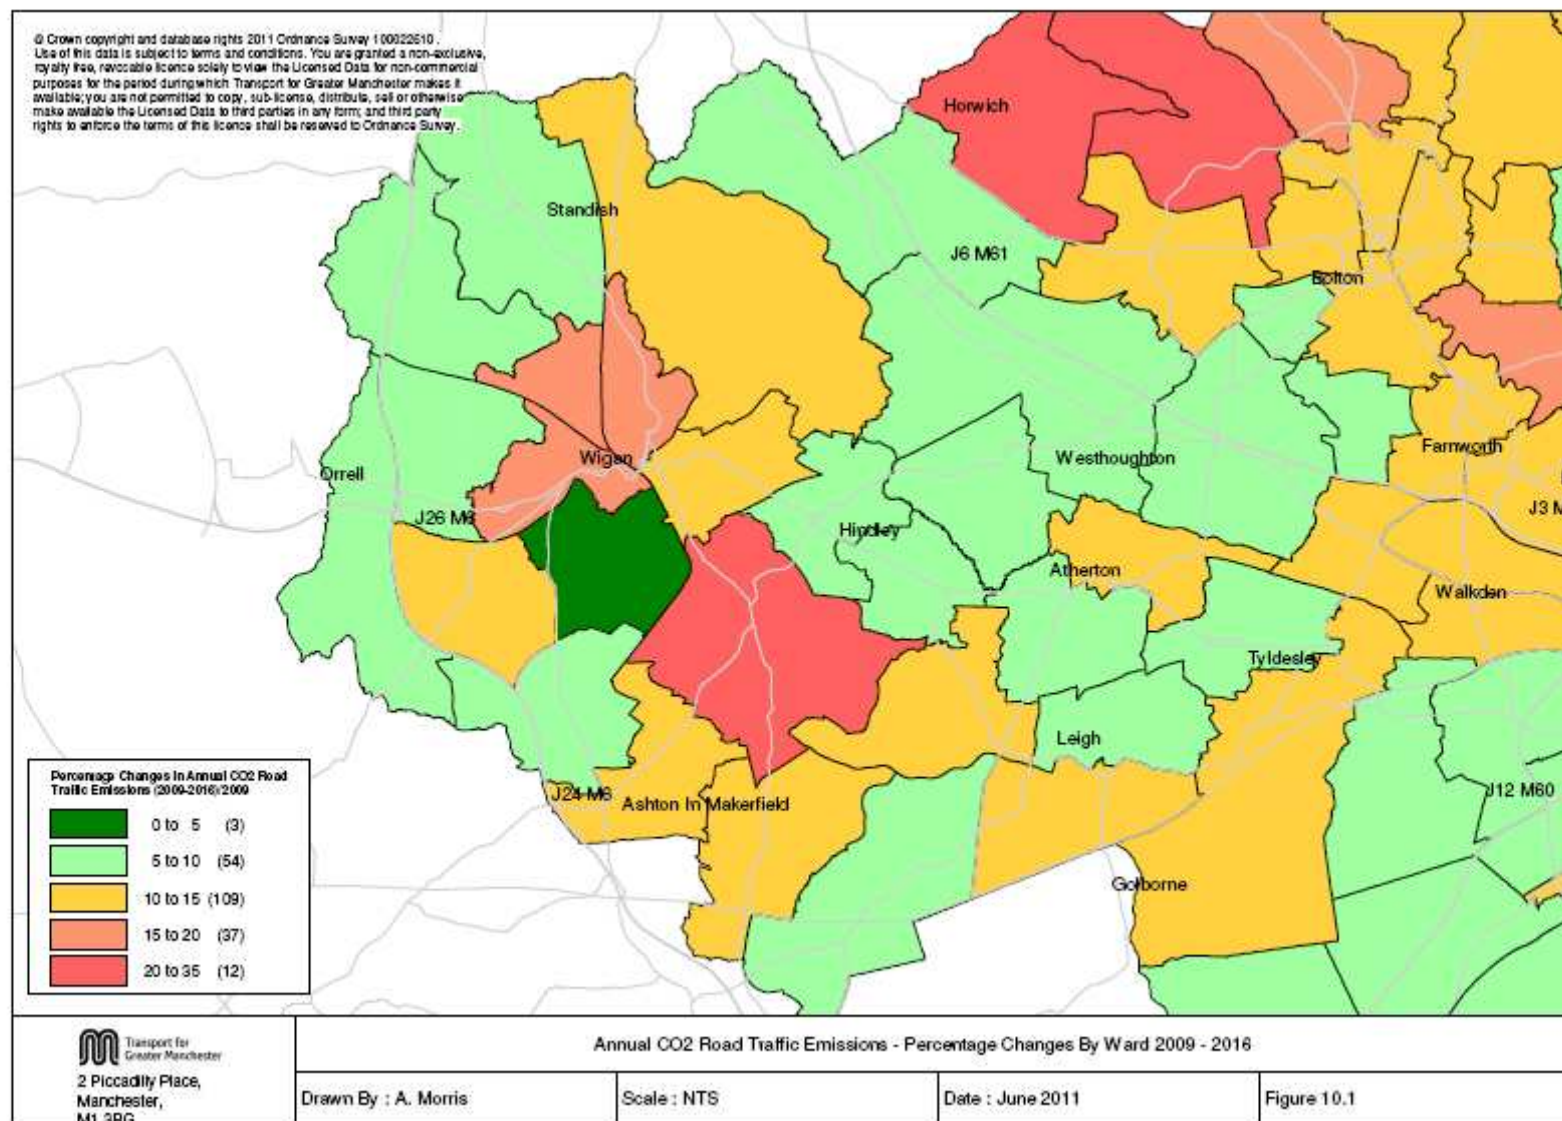 © Crown copyright and database rights 2011 Ordnance Survey 100022610 .
Use of this data is subject to terms and conditions. You are granted a non-exclusive,
royalty free, revocable licence solely to view the Licensed Data for non-commercial
purposes for the period during which Transport for Greater Manchester makes it
available; you are not permitted to copy, sub-license, distribute, sell or otherwise
make available the Licensed Data to third parties in any form; and third party
rights to enforce the terms of this licence shall be reserved to Ordnance Survey.
Horwich
Standish
J6 M61
Bolton
Wigan
Westhoughton
Farnworth
Orrell
J26 M6
J3 M
Hindley
Atherton
Walkden
Tyldesley
Leigh
J24 M6
Ashton In Makerfield
J12 M60
Golborne
Percentage Changes in Annual CO2 Road
Traffic Emissions (2009-2016)/2009
0 to 5 (3)
5 to 10 (54)
10 to 15 (109)
15 to 20 (37)
20 to 35 (12)
Transport for
Greater Manchester
2 Piccadilly Place,
Manchester,
M1 3BG
Annual CO2 Road Traffic Emissions - Percentage Changes By Ward 2009 - 2016
Drawn By : A. Morris
Scale : NTS
Date : June 2011
Figure 10.1